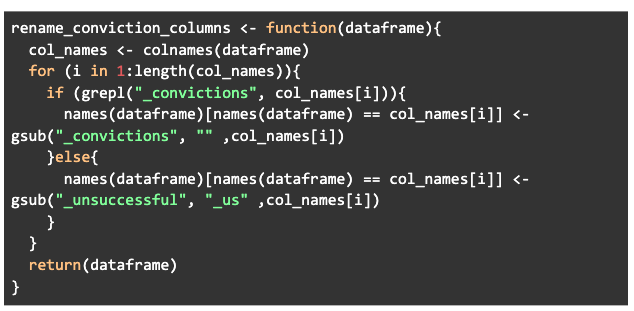 rename_conviction_columns <- function(dataframe){
  col_names <- colnames(dataframe)
  for (i in 1:length(col_names)){
    if (grepl("_convictions", col_names[i])){
      names(dataframe)[names(dataframe) == col_names[i]] <-
gsub("_convictions", "" ,col_names[i])
    }else{
      names(dataframe)[names(dataframe) == col_names[i]] <-
gsub("_unsuccessful", "_us" ,col_names[i])
    }
  }
  return(dataframe)
}